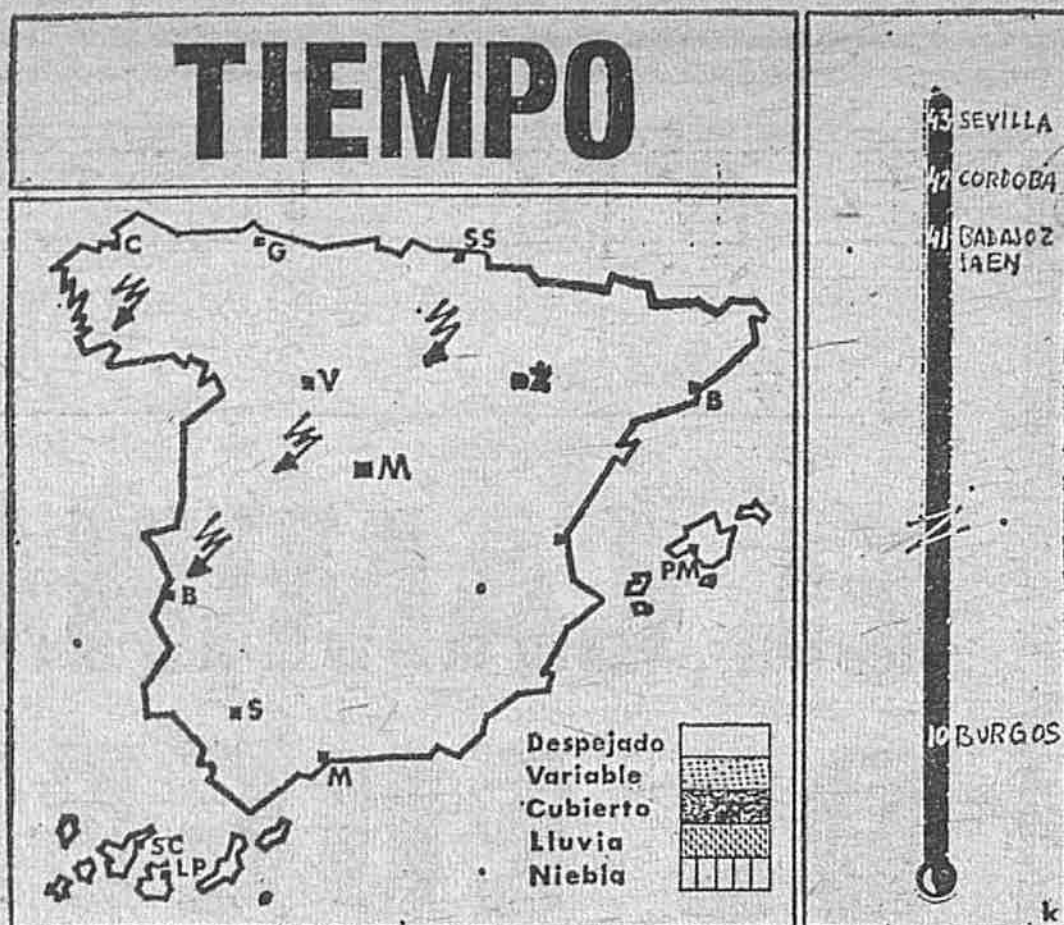 TIEMPO
C
G
SS
V
Z
B
M
B
PM
S
M
SC
LP
Despejado
Variable
Cubierto
Lluvia
Niebla
43 SEVILLA
42 CORDOBA
41 BADAJOZ
JAEN
10 BURGOS
k